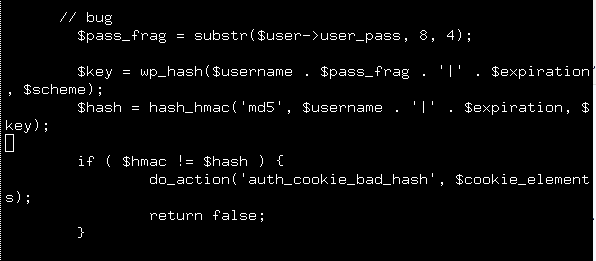 // bug
$pass_frag = substr($user->user_pass, 8, 4);
$key = wp_hash($username . $pass_frag . '|' . $expiration
, $scheme);
$hash = hash_hmac('md5', $username . '|' . $expiration, $
key);
if ( $hmac != $hash ) {
do_action('auth_cookie_bad_hash', $cookie_element
s);
return false;
}